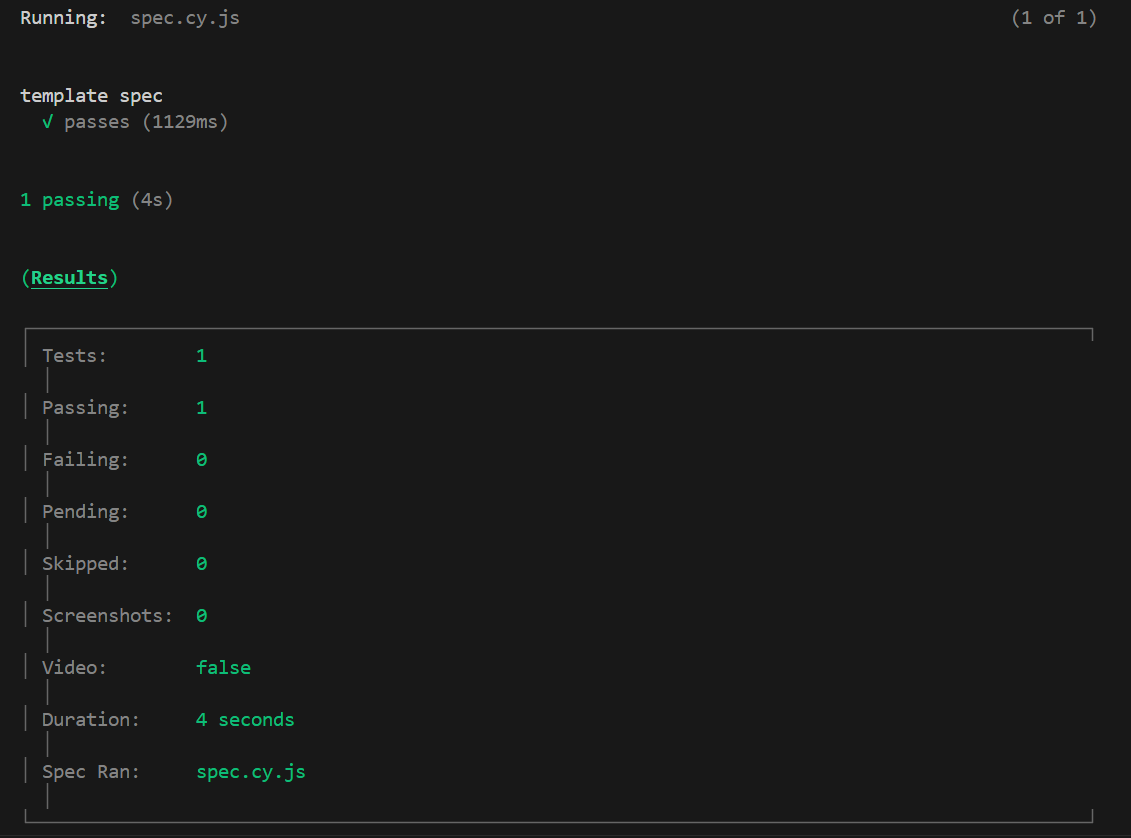 Running:  spec.cy.js (1 of 1)
template spec
√ passes (1129ms)
1 passing (4s)
(Results)
Tests: 1
Passing: 1
Failing: 0
Pending: 0
Skipped: 0
Screenshots: 0
Video: false
Duration: 4 seconds
Spec Ran: spec.cy.js